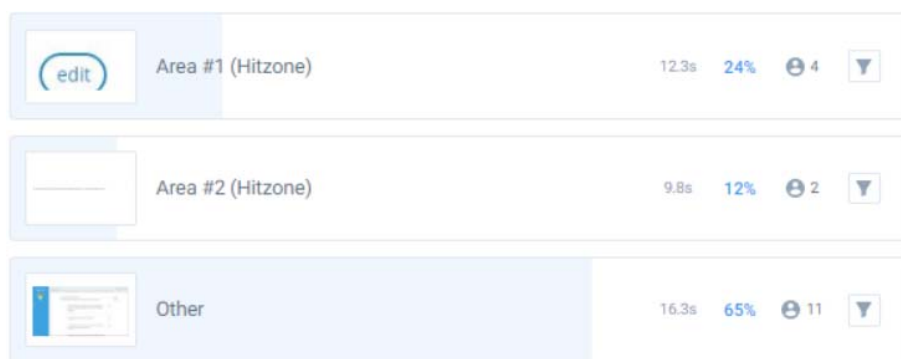 edit
Area #1 (Hitzone) 12.3s 24% 4
Area #2 (Hitzone) 9.8s 12% 2
Other 16.3s 65% 11